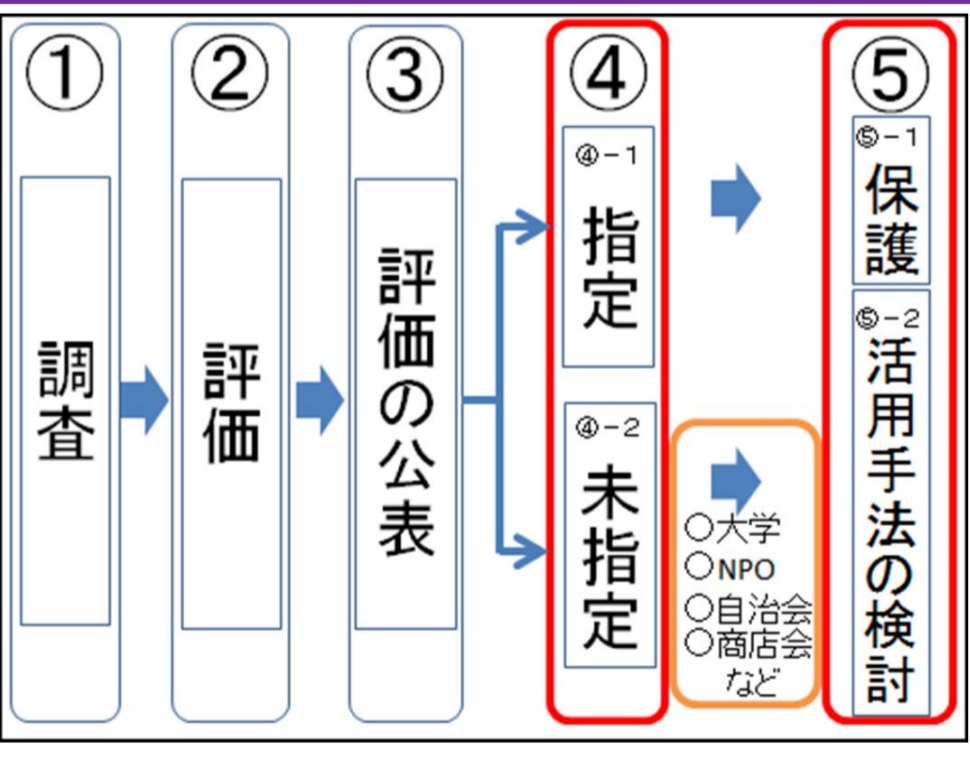 ①
調査
②
評価
③
評価の公表
④
④-1
指定
④-2
未指定
○大学
○NPO
○自治会
○商店会
など
⑤
⑤-1
保護
⑤-2
活用手法の検討